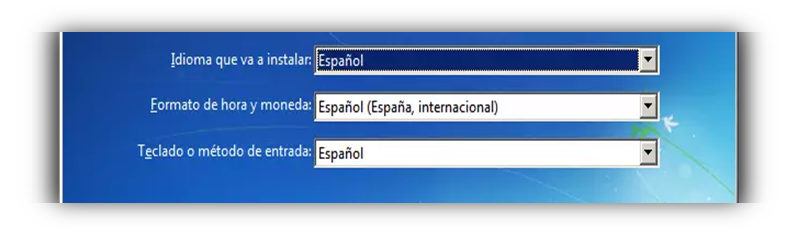 Idioma que va a instalar: Español
Formato de hora y moneda: Español (España, internacional)
Teclado o método de entrada: Español